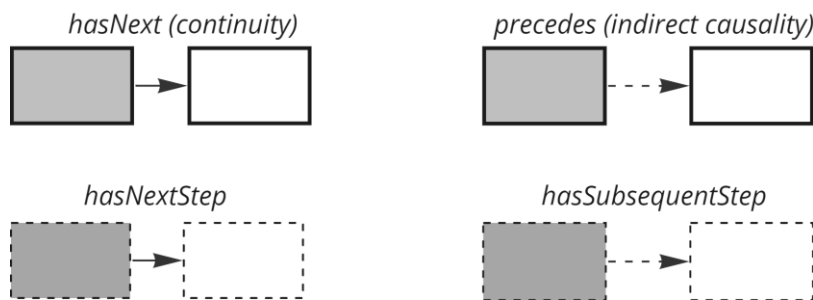 hasNext (continuity)
precedes (indirect causality)
hasNextStep
hasSubsequentStep